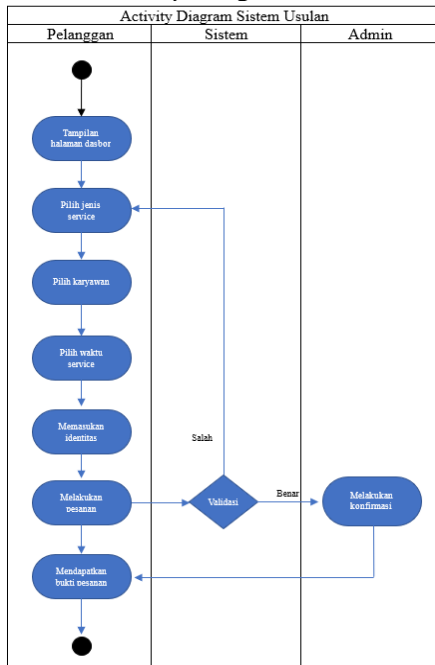 Activity Diagram Sistem Usulan
Pelanggan
Sistem
Admin
Tampilan
halaman dasbor
Pilih jenis
service
Pilih karyawan
Pilih waktu
service
Memasukan
identitas
Salah
Melakukan
pesanan
Validasi
Benar
Melakukan
konfirmasi
Mendapatkan
bukti pesanan